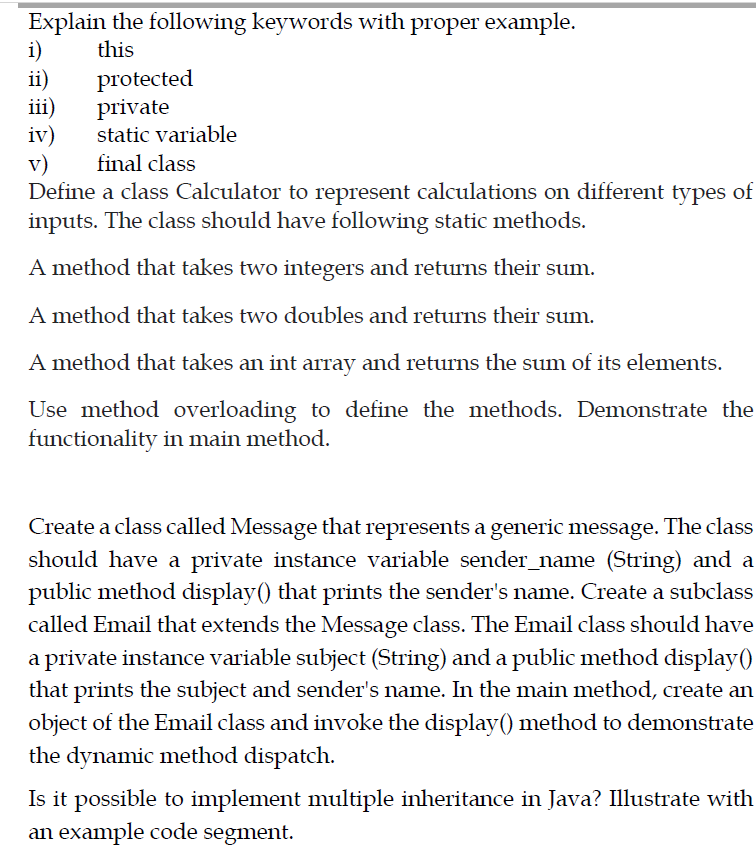 Explain the following keywords with proper example.
i) this
ii) protected
iii) private
iv) static variable
v) final class
Define a class Calculator to represent calculations on different types of
inputs. The class should have following static methods.
A method that takes two integers and returns their sum.
A method that takes two doubles and returns their sum.
A method that takes an int array and returns the sum of its elements.
Use method overloading to define the methods. Demonstrate the
functionality in main method.
Create a class called Message that represents a generic message. The class
should have a private instance variable sender_name (String) and a
public method display() that prints the sender's name. Create a subclass
called Email that extends the Message class. The Email class should have
a private instance variable subject (String) and a public method display()
that prints the subject and sender's name. In the main method, create an
object of the Email class and invoke the display() method to demonstrate
the dynamic method dispatch.
Is it possible to implement multiple inheritance in Java? Illustrate with
an example code segment.